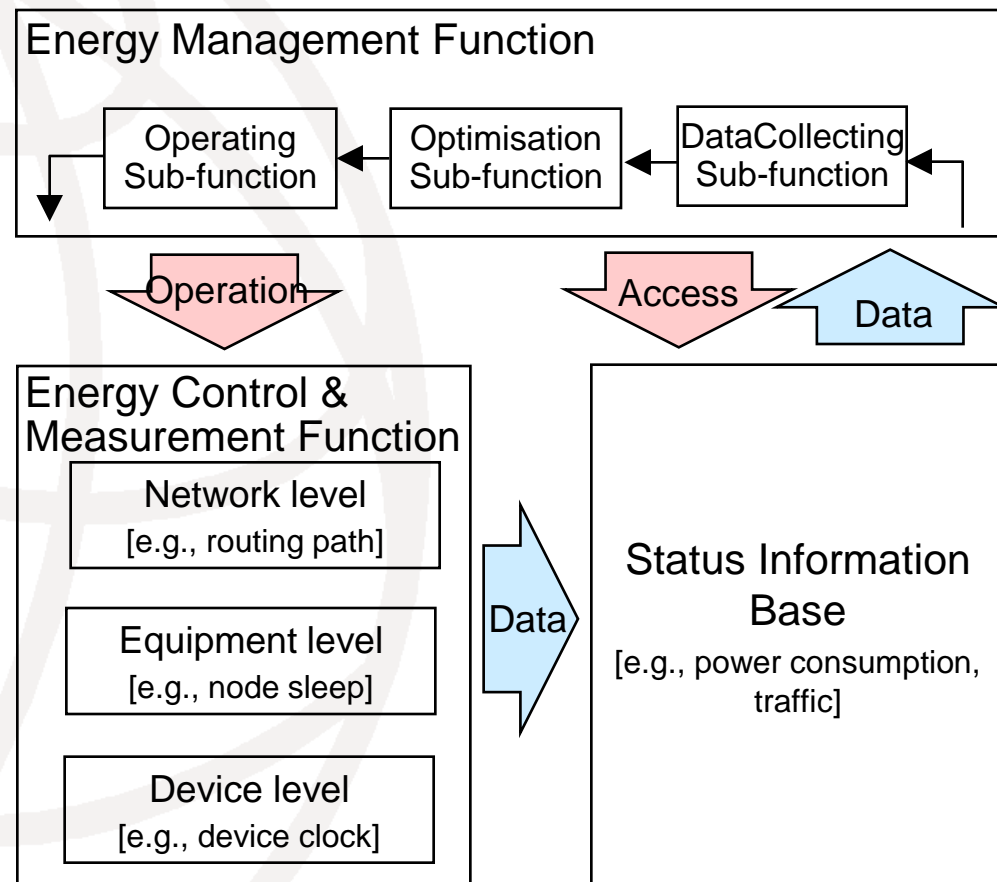 Energy Management Function
Operating
Sub-function
Optimisation
Sub-function
DataCollecting
Sub-function
Operation
Access
Data
Energy Control &
Measurement Function
Network level
[e.g., routing path]
Equipment level
[e.g., node sleep]
Device level
[e.g., device clock]
Data
Status Information
Base
[e.g., power consumption,
traffic]